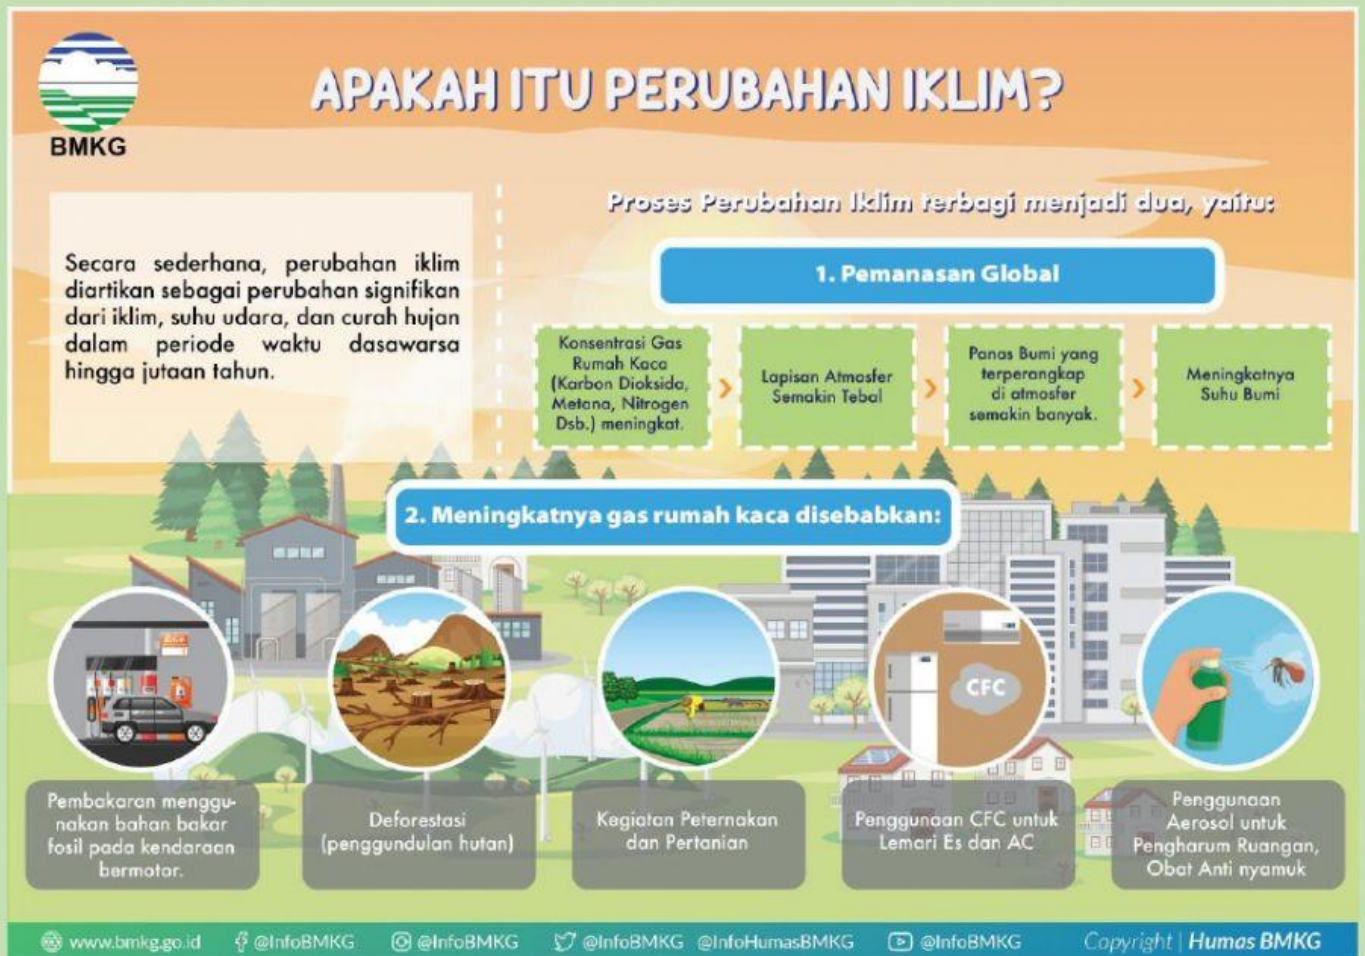 BMKG
APAKAH ITU PERUBAHAN IKLIM?
Secara sederhana, perubahan iklim
diartikan sebagai perubahan signifikan
dari iklim, suhu udara, dan curah hujan
dalam periode waktu dasawarsa
hingga jutaan tahun.
Proses Perubahan Iklim terbagi menjadi dua, yaitu:
1. Pemanasan Global
Konsentrasi Gas
Rumah Kaca
(Karbon Dioksida,
Metana, Nitrogen
Dsb.) meningkat.
Lapisan Atmosfer
Semakin Tebal
Panas Bumi yang
terperangkap
di atmosfer
semakin banyak.
Meningkatnya
Suhu Bumi
2. Meningkatnya gas rumah kaca disebabkan:
Pembakaran menggu-
nakan bahan bakar
fosil pada kendaraan
bermotor.
Deforestasi
(penggundulan hutan)
Kegiatan Peternakan
dan Pertanian
CFC
Penggunaan CFC untuk
Lemari Es dan AC
Penggunaan
Aerosol untuk
Pengharum Ruangan,
Obat Anti nyamuk
www.bmkg.go.id @InfoBMKG @InfoBMKG @InfoBMKG @InfoHumasBMKG @InfoBMKG Copyright | Humas BMKG